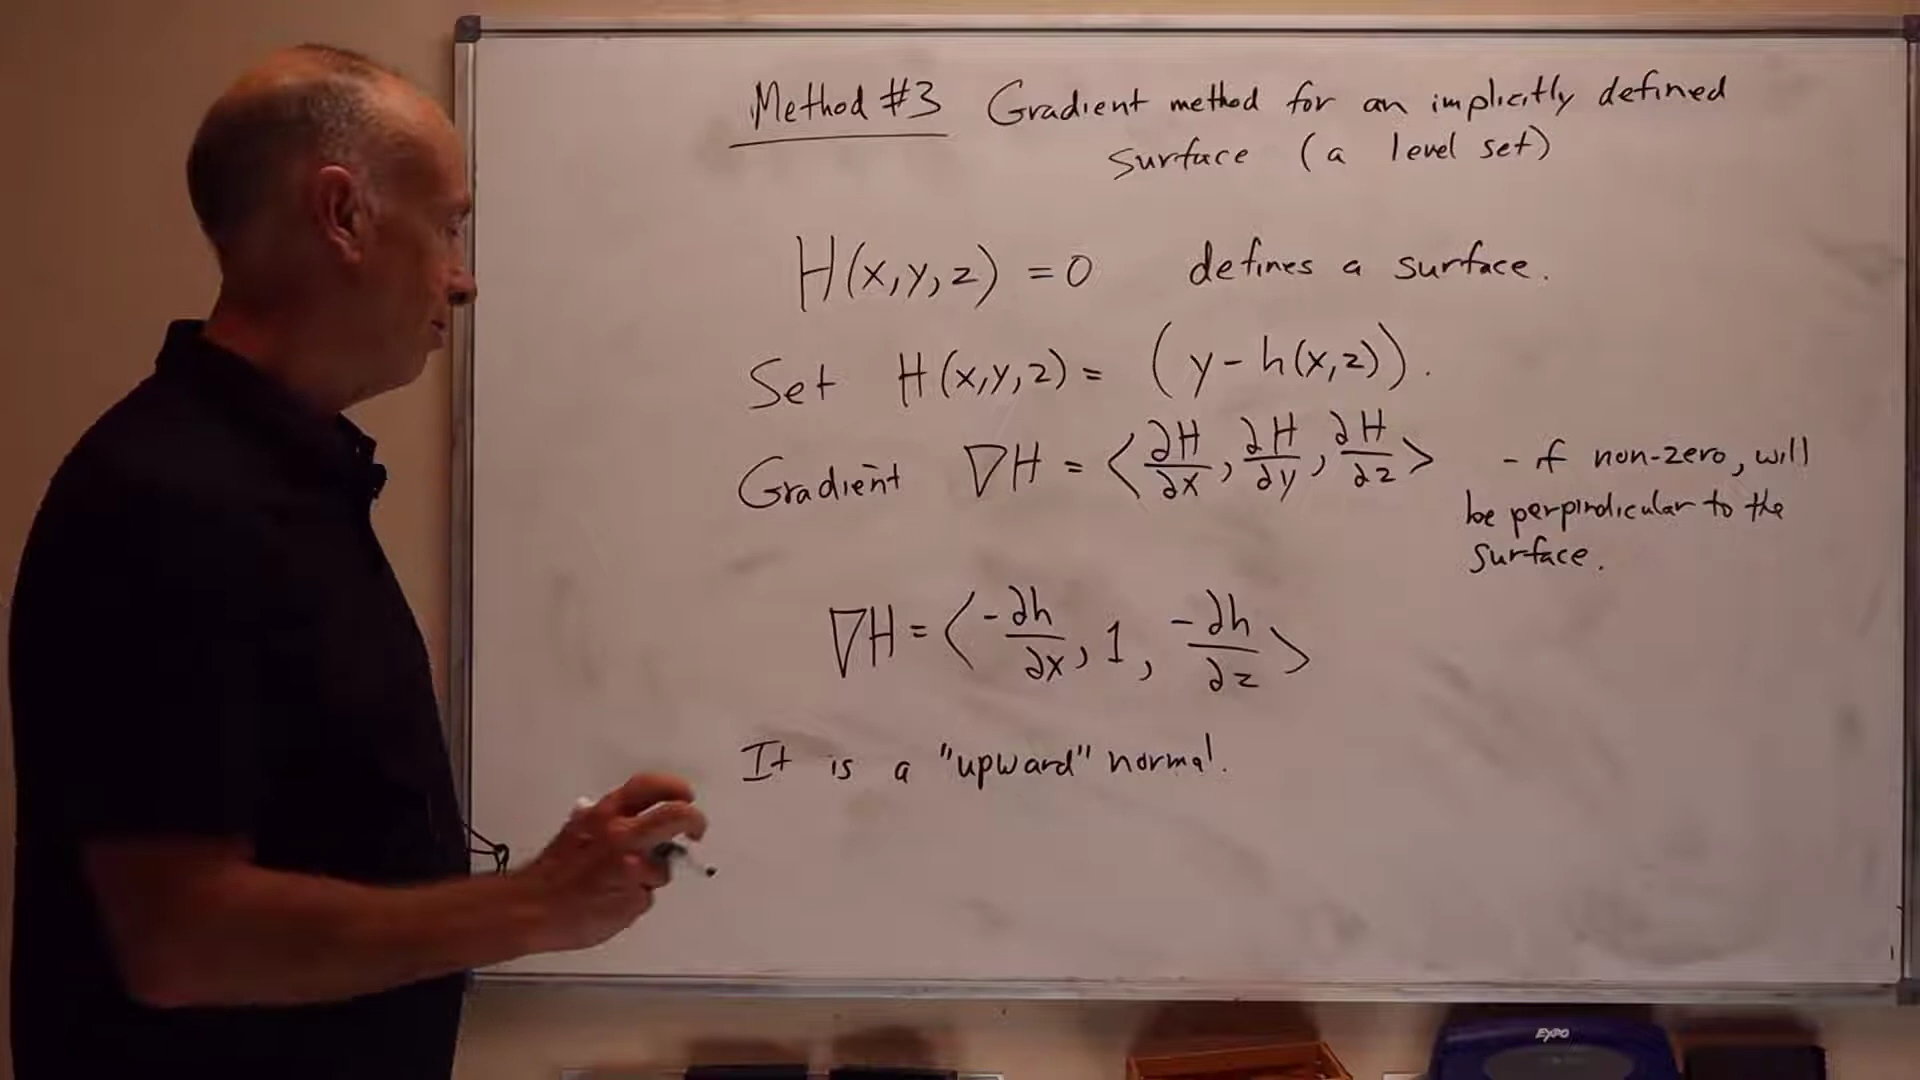 Method #3 Gradient method for an implicitly defined
surface (a level set)
H(x,y,z) = 0 defines a surface.
Set H(x,y,z) = (y - h(x,z)).
Gradient ∇H = <∂H/∂x, ∂H/∂y, ∂H/∂z> - if non-zero, will
be perpindicular to the
surface.
∇H = <-∂h/∂x, 1, -∂h/∂z>
It is a "upward" normal.
EXPO